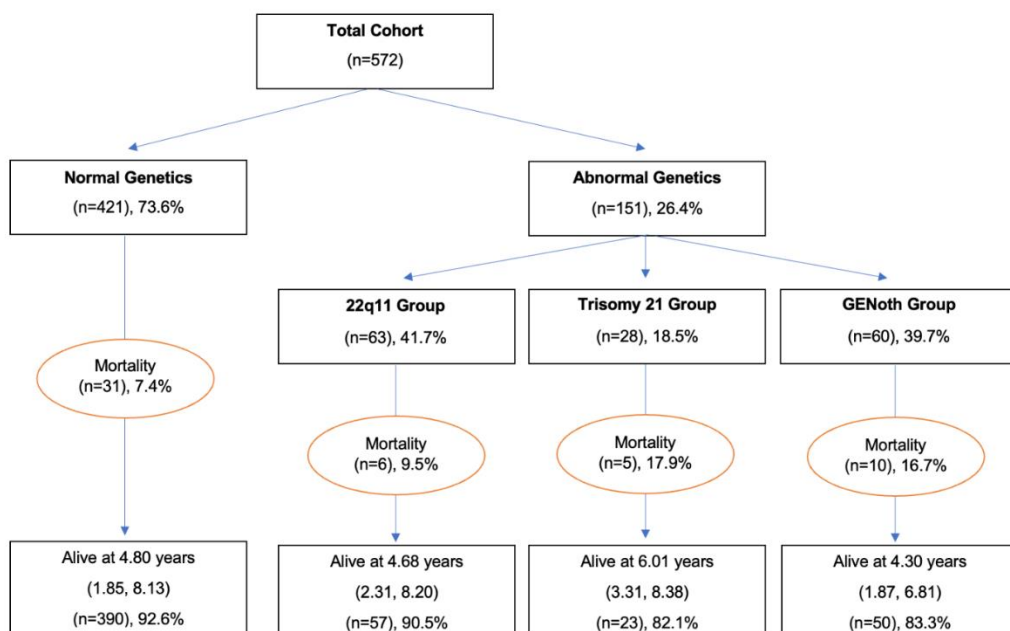 Total Cohort
(n=572)
Normal Genetics
(n=421), 73.6%
Abnormal Genetics
(n=151), 26.4%
22q11 Group
(n=63), 41.7%
Trisomy 21 Group
(n=28), 18.5%
GENoth Group
(n=60), 39.7%
Mortality
(n=31), 7.4%
Mortality
(n=6), 9.5%
Mortality
(n=5), 17.9%
Mortality
(n=10), 16.7%
Alive at 4.80 years
(1.85, 8.13)
(n=390), 92.6%
Alive at 4.68 years
(2.31, 8.20)
(n=57), 90.5%
Alive at 6.01 years
(3.31, 8.38)
(n=23), 82.1%
Alive at 4.30 years
(1.87, 6.81)
(n=50), 83.3%